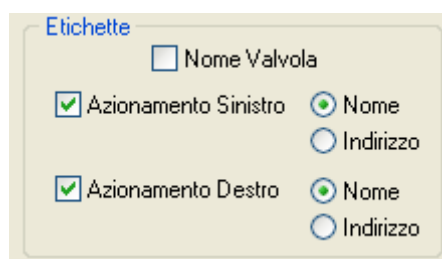 Etichette
Nome Valvola
Azionamento Sinistro Nome
Indirizzo
Azionamento Destro Nome
Indirizzo